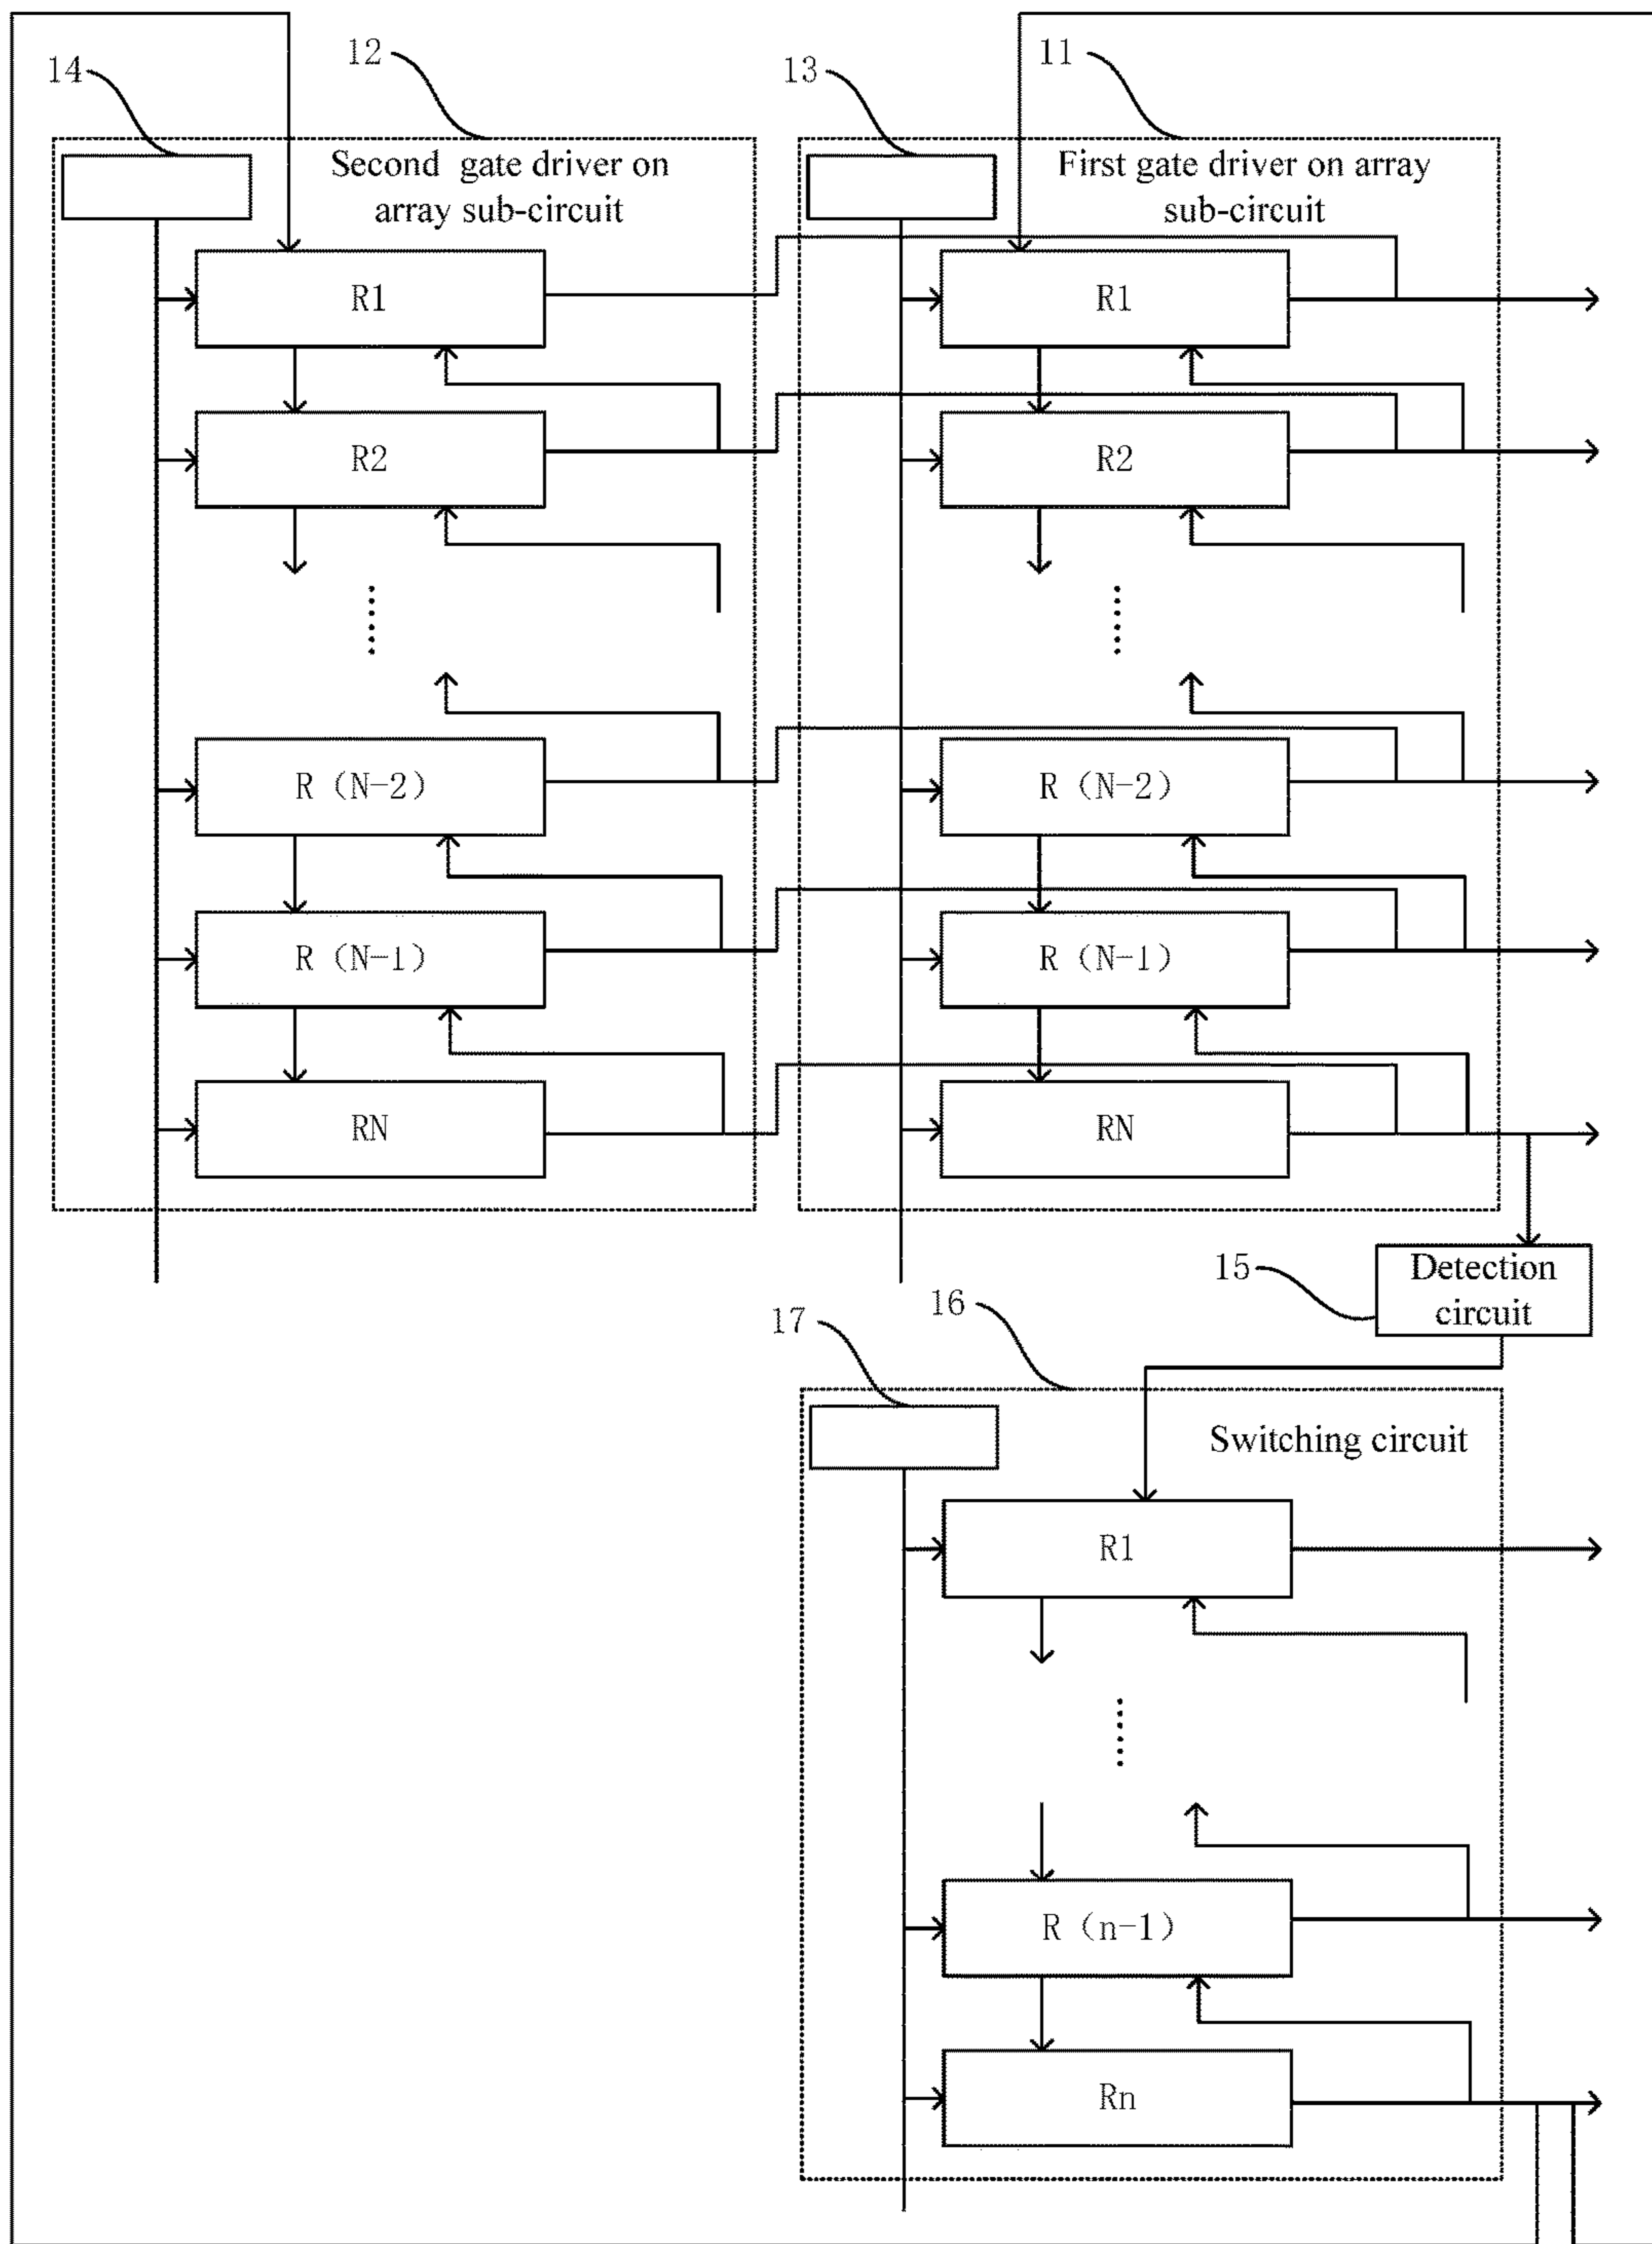 14
12
13
11
Second gate driver on
array sub-circuit
First gate driver on array
sub-circuit
R1
R1
R2
R2
......
......
R (N-2)
R (N-2)
R (N-1)
R (N-1)
RN
RN
15
Detection
circuit
17
16
Switching circuit
R1
......
R (n-1)
Rn